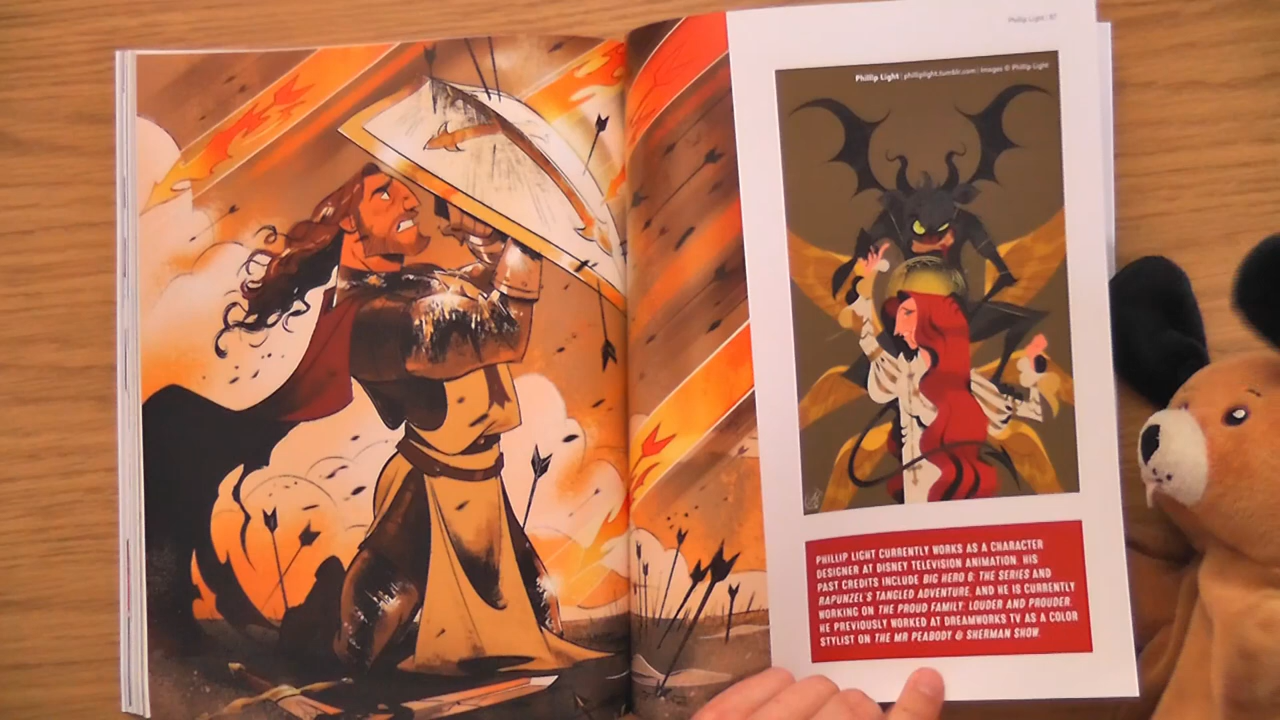 Phillip Light | 87
Phillip Light | philliplight.tumblr.com | Images © Phillip Light
PHILLIP LIGHT CURRENTLY WORKS AS A CHARACTER
DESIGNER AT DISNEY TELEVISION ANIMATION. HIS
PAST CREDITS INCLUDE BIG HERO 6: THE SERIES AND
RAPUNZEL'S TANGLED ADVENTURE, AND HE IS CURRENTLY
WORKING ON THE PROUD FAMILY: LOUDER AND PROUDER.
HE PREVIOUSLY WORKED AT DREAMWORKS TV AS A COLOR
STYLIST ON THE MR PEABODY & SHERMAN SHOW.